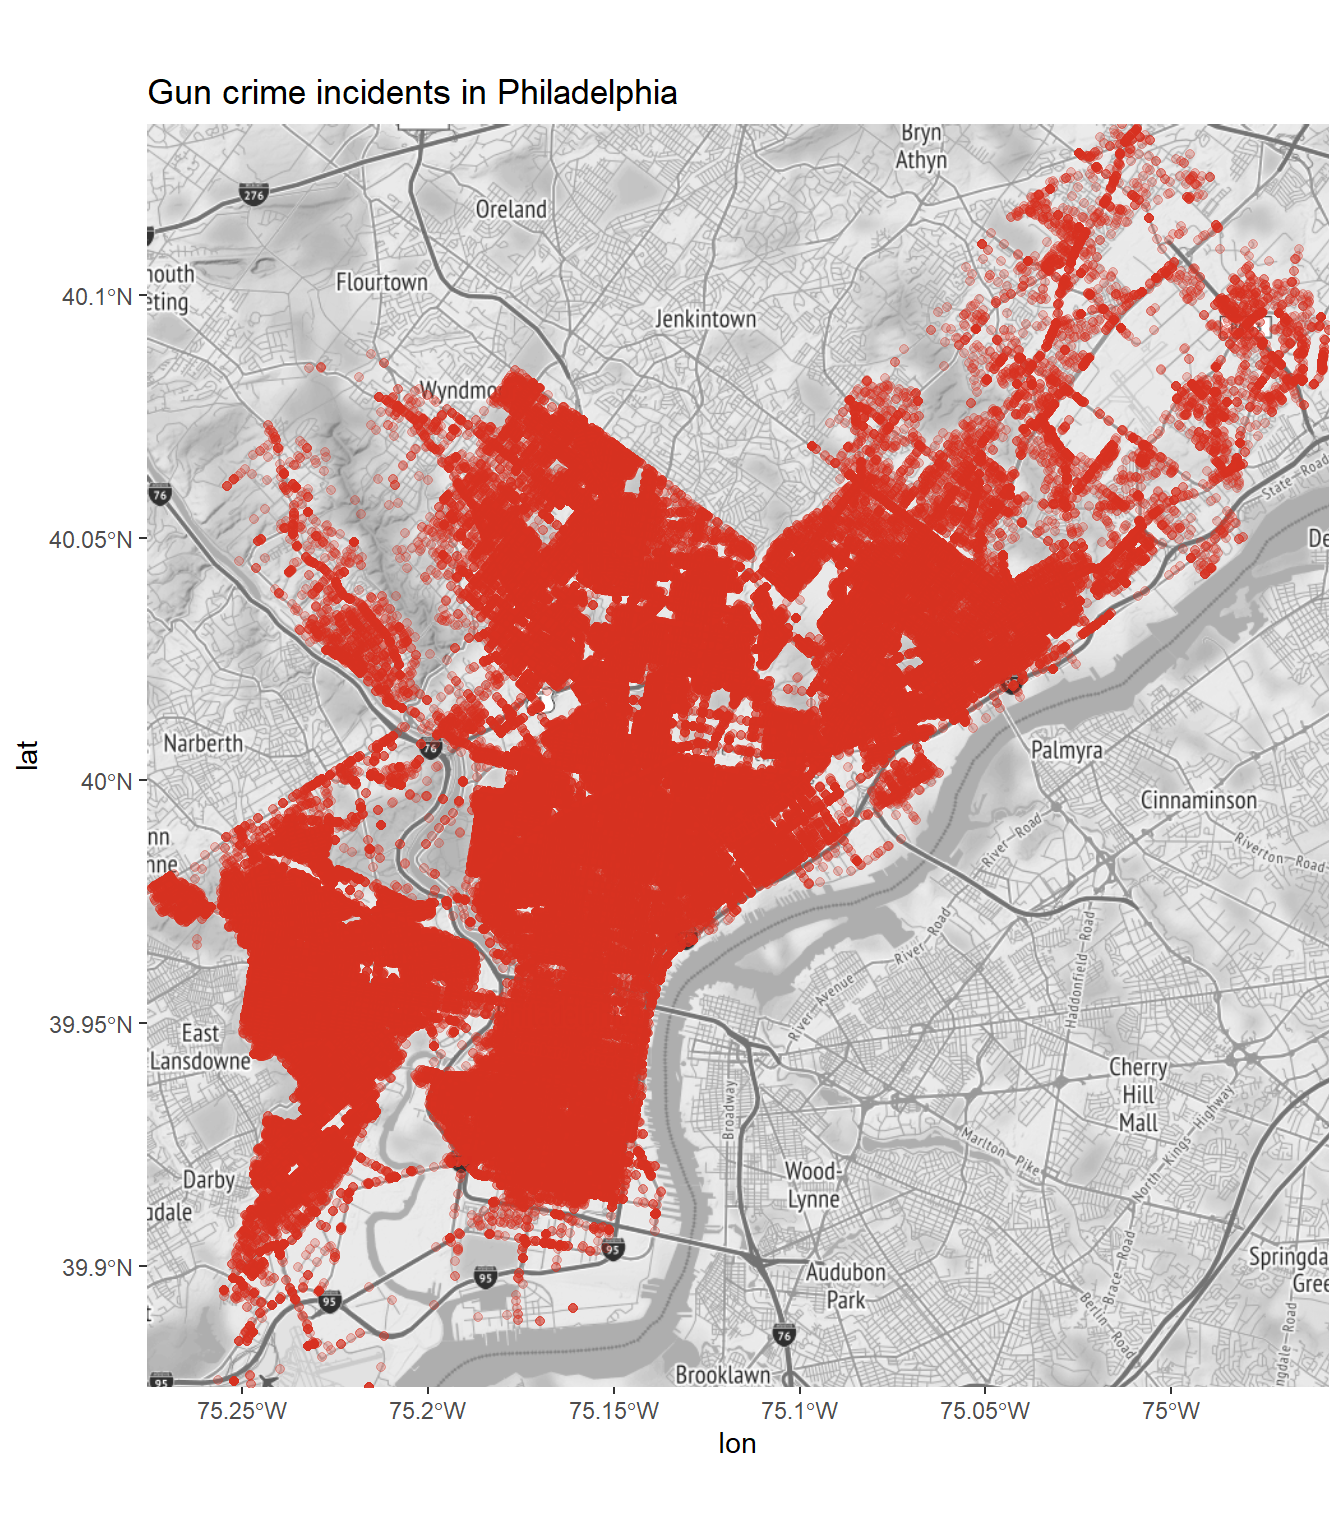 Gun crime incidents in Philadelphia
Bryn
Athyn
276
Oreland
mouth
eting
Flourtown
40.1°N
Jenkintown
Wyndmo
76
State-Road
40.05°N
De
Narberth
76
Palmyra
lat
40°N
Cinnaminson
River-Road
Riverton-Road
nn
nne
River-Road
Haddonfield Road
River-Avenue
39.95°N
East
Lansdowne
Cherry
Hill
Mall
Broadway
North-Kings-Highway
Marlton-Pike
Darby
Wood-
Lynne
dale
Brace-Road
95
39.9°N
Springda
Gree
95
Audubon
Park
Berlin-Road
95
76
ngdale-Road
Brooklawn
95
75.25°W
75.2°W
75.15°W
75.1°W
75.05°W
75°W
lon